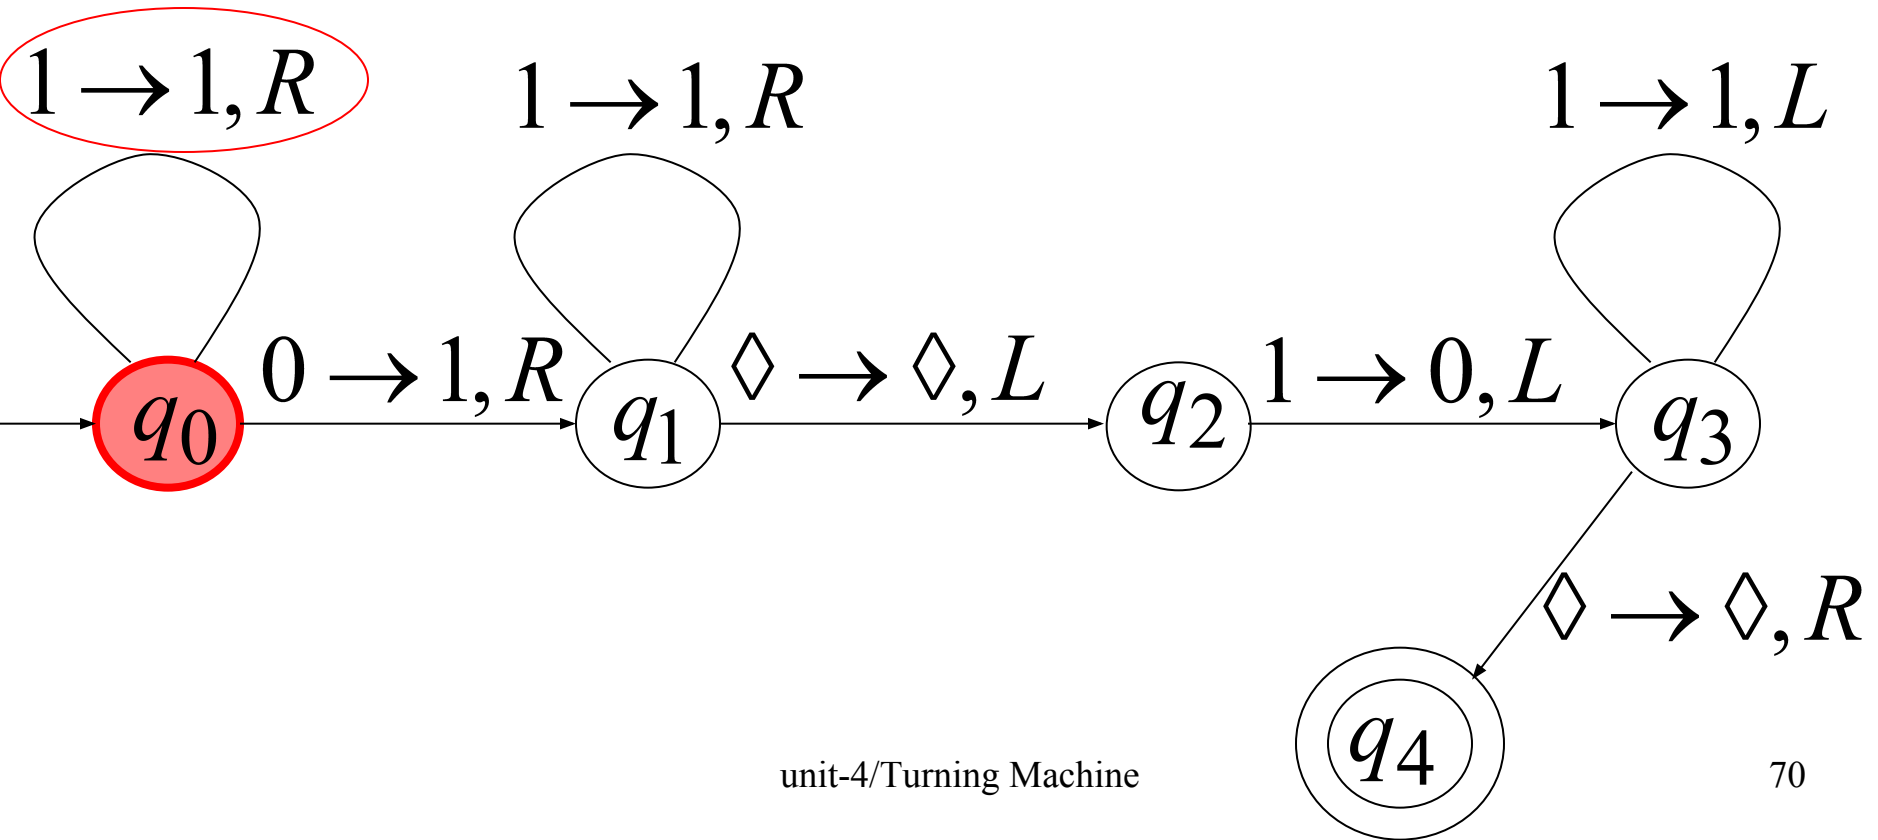 1 → 1, R
1 → 1, R
1 → 1, L
0 → 1, R
◊ → ◊, L
1 → 0, L
q0
q1
q2
q3
◊ → ◊, R
q4
unit-4/Turning Machine
70